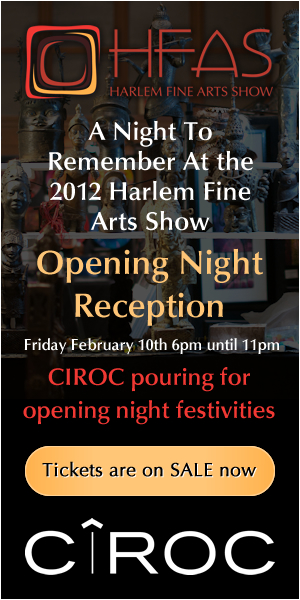 HFAS
HARLEM FINE ARTS SHOW
A Night To
Remember At the
2012 Harlem Fine
Arts Show
Opening Night
Reception
Friday February 10th 6pm until 11pm
CIROC pouring for
opening night festivities
Tickets are on SALE now
CÎROC